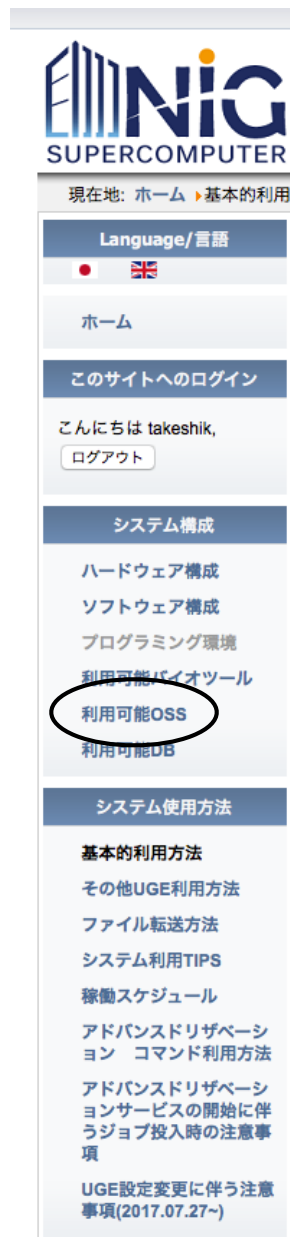 NIG
SUPERCOMPUTER
現在地: ホーム 基本的利用
Language/言語
ホーム
このサイトへのログイン
こんにちは takeshik,
ログアウト
システム構成
ハードウェア構成
ソフトウェア構成
プログラミング環境
利用可能バイオツール
利用可能OSS
利用可能DB
システム使用方法
基本的利用方法
その他UGE利用方法
ファイル転送方法
システム利用TIPS
稼働スケジュール
アドバンスドリザベーシ
ョン　コマンド利用方法
アドバンスドリザベーシ
ョンサービスの開始に伴
うジョブ投入時の注意事
項
UGE設定変更に伴う注意
事項(2017.07.27~)